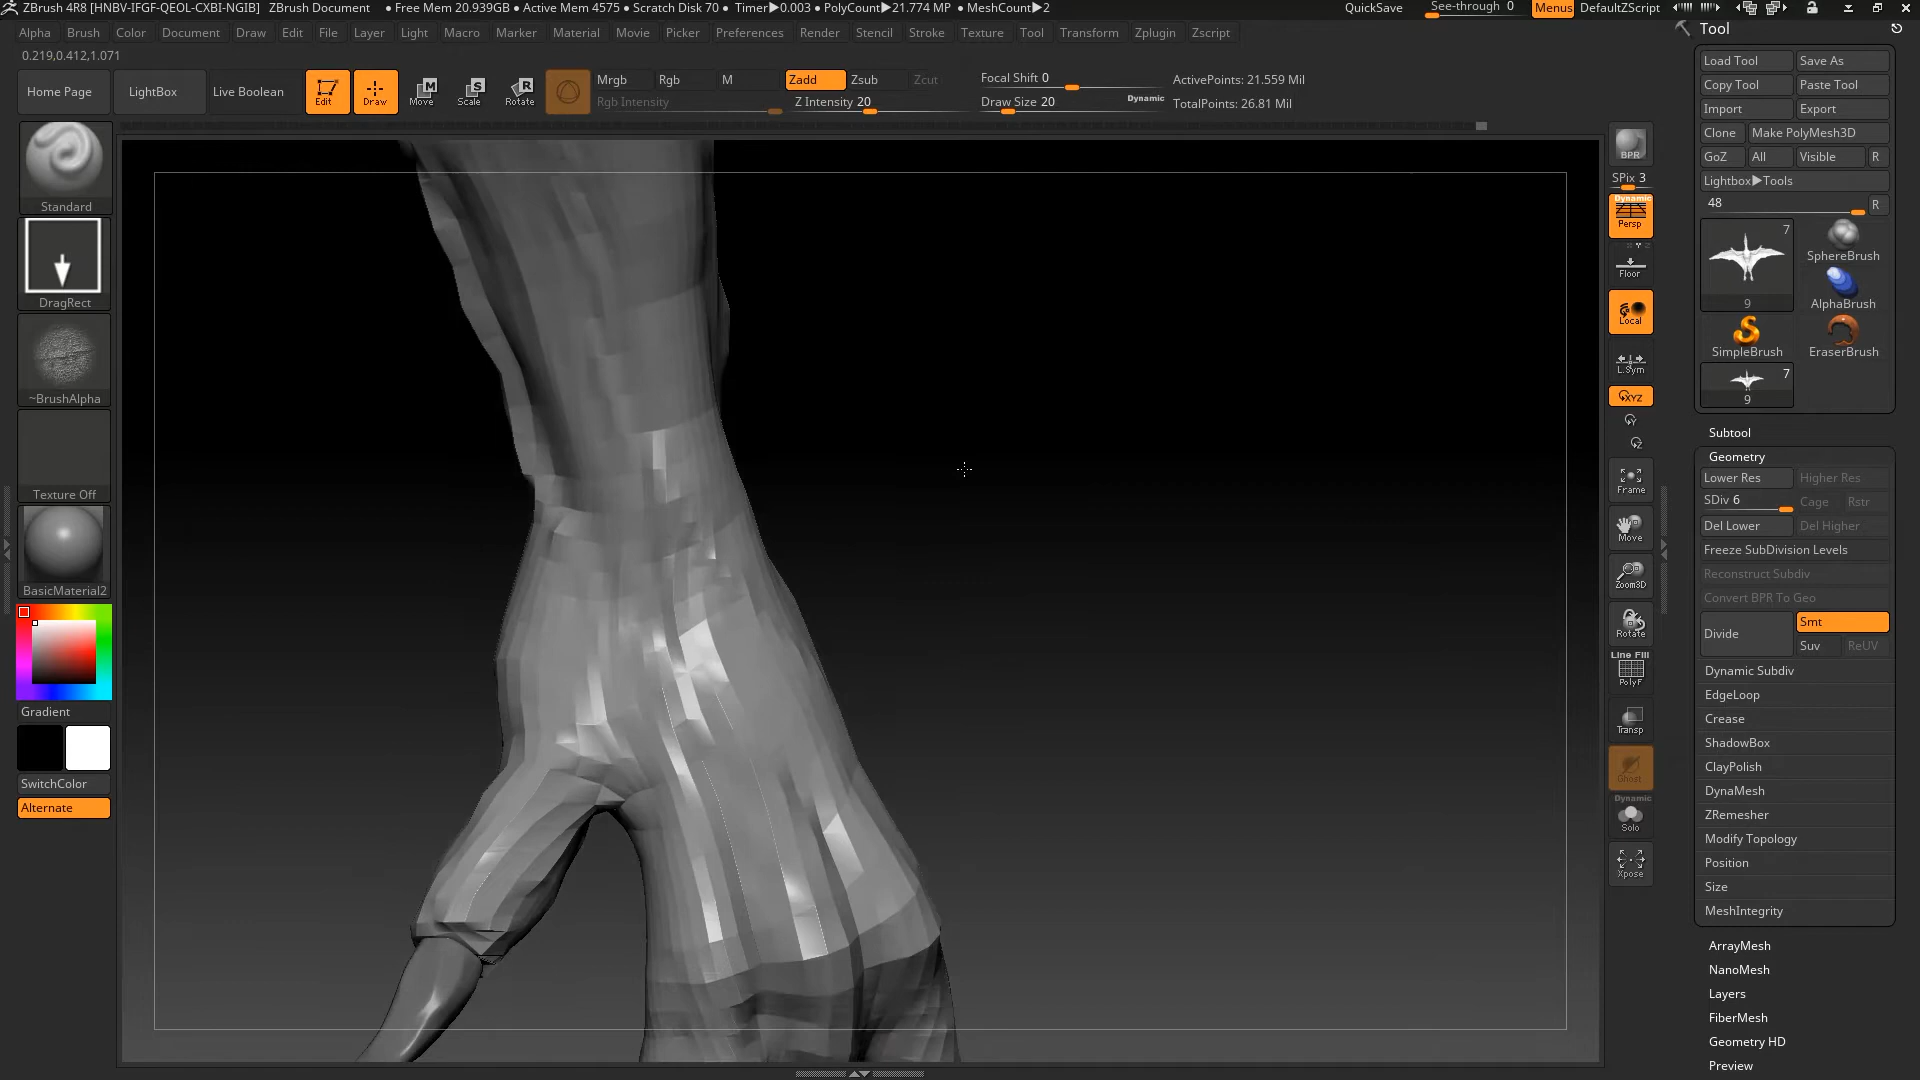 ZBrush 4R8 [HNBV-IFGF-QEOL-CXBI-NGIB] ZBrush Document • Free Mem 20.939GB • Active Mem 4575 • Scratch Disk 70 • Timer▶0.003 • PolyCount▶21.774 MP • MeshCount▶2 QuickSave See-through 0 Menus DefaultZScript
Alpha Brush Color Document Draw Edit File Layer Light Macro Marker Material Movie Picker Preferences Render Stencil Stroke Texture Tool Transform Zplugin Zscript
0.219,0.412,1.071
Home Page LightBox Live Boolean Edit Draw Move Scale Rotate
Mrgb Rgb M Zadd Zsub Zcut Focal Shift 0 ActivePoints: 21.559 Mil
Rgb Intensity Z Intensity 20 Draw Size 20 Dynamic TotalPoints: 26.81 Mil
Standard
DragRect
~BrushAlpha
Texture Off
BasicMaterial2
Gradient
SwitchColor
Alternate
BPR
SPix 3
Dynamic
Persp
Floor
Local
L.Sym
XYZ
Y
Z
Frame
Move
Zoom3D
Rotate
Line Fill
PolyF
Transp
Ghost
Dynamic
Solo
Xpose
Tool
Load Tool Save As
Copy Tool Paste Tool
Import Export
Clone Make PolyMesh3D
GoZ All Visible R
Lightbox▶Tools
48 R
7
9
SphereBrush
AlphaBrush
SimpleBrush EraserBrush
7
9
Subtool
Geometry
Lower Res Higher Res
SDiv 6 Cage Rstr
Del Lower Del Higher
Freeze SubDivision Levels
Reconstruct Subdiv
Convert BPR To Geo
Divide Smt
Suv ReUV
Dynamic Subdiv
EdgeLoop
Crease
ShadowBox
ClayPolish
DynaMesh
ZRemesher
Modify Topology
Position
Size
MeshIntegrity
ArrayMesh
NanoMesh
Layers
FiberMesh
Geometry HD
Preview